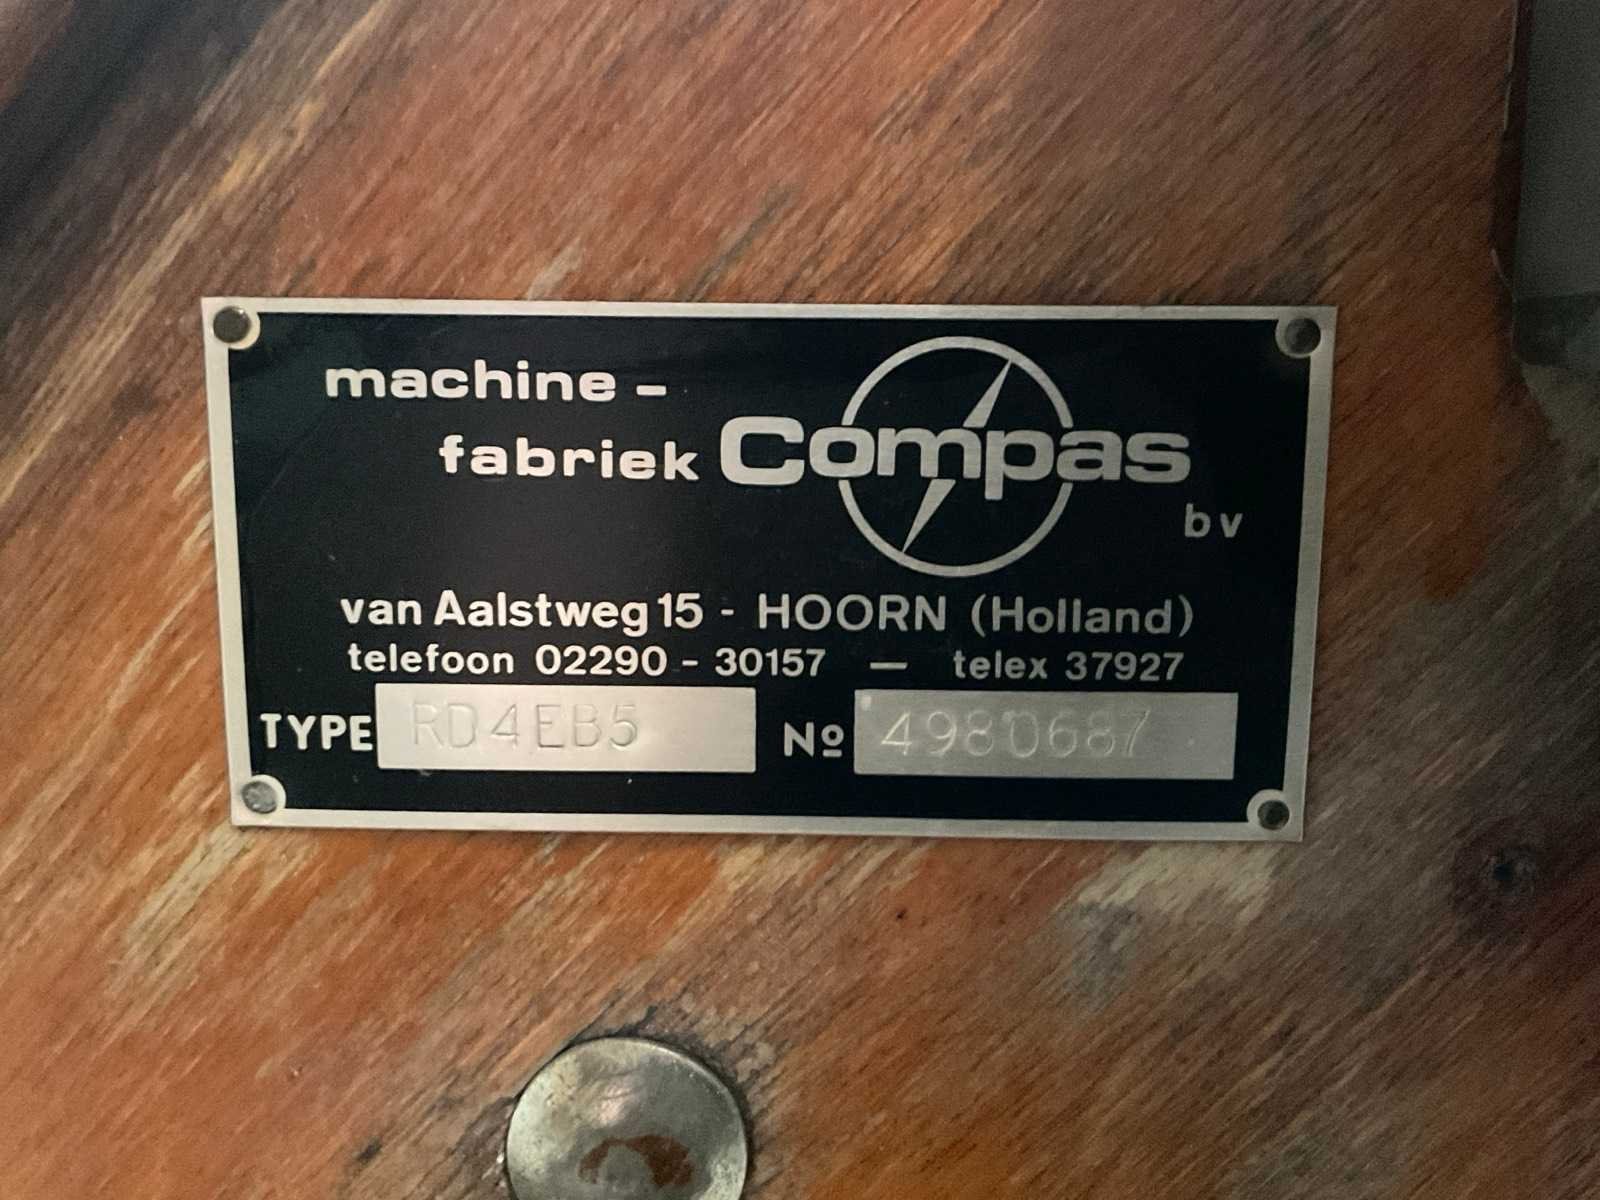 machine -
fabriek Compas
bv
van Aalstweg 15 - HOORN (Holland)
telefoon 02290 - 30157 — telex 37927
TYPE RD4EB5 Nº 4980687